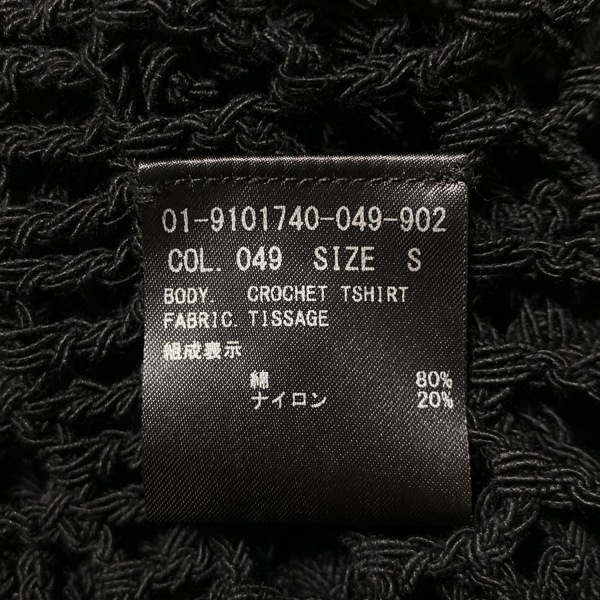 01-9101740-049-902
COL. 049 SIZE S
BODY. CROCHET TSHIRT
FABRIC. TISSAGE
組成表示
綿 80%
ナイロン 20%